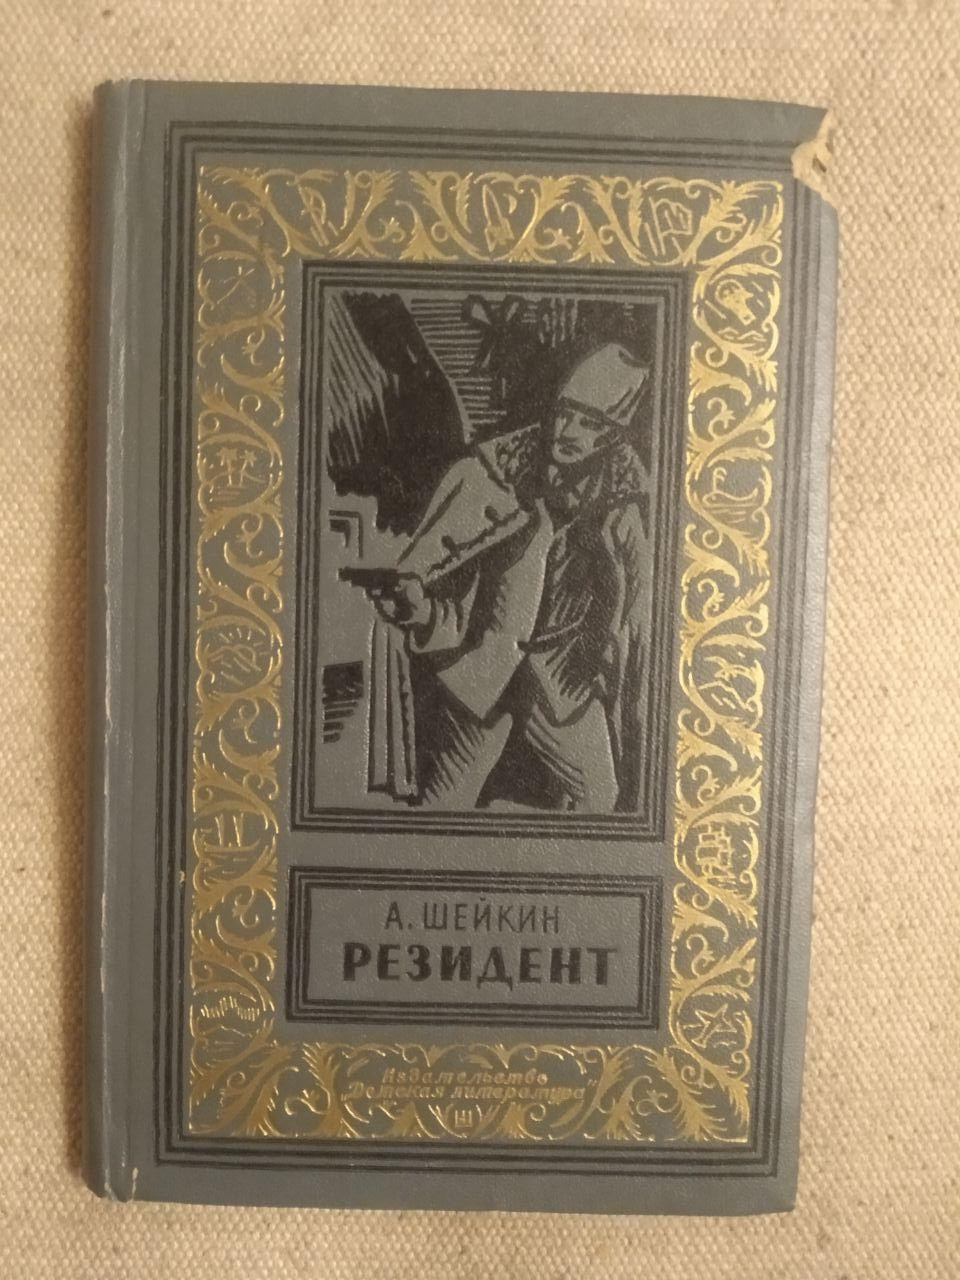 А. ШЕЙКИН
РЕЗИДЕНТ
Издательство
„Детская литература"